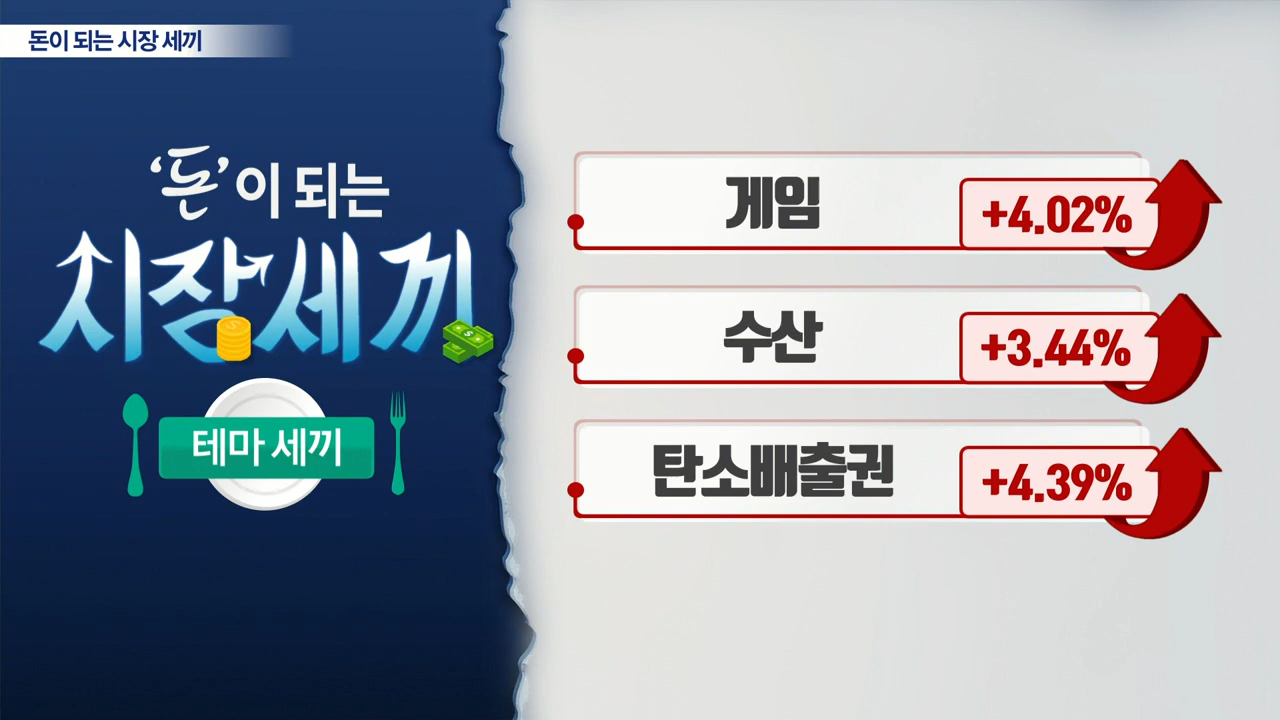 돈이 되는 시장 세끼
‘돈’이 되는
시장세끼
테마 세끼
게임
+4.02%
수산
+3.44%
탄소배출권
+4.39%